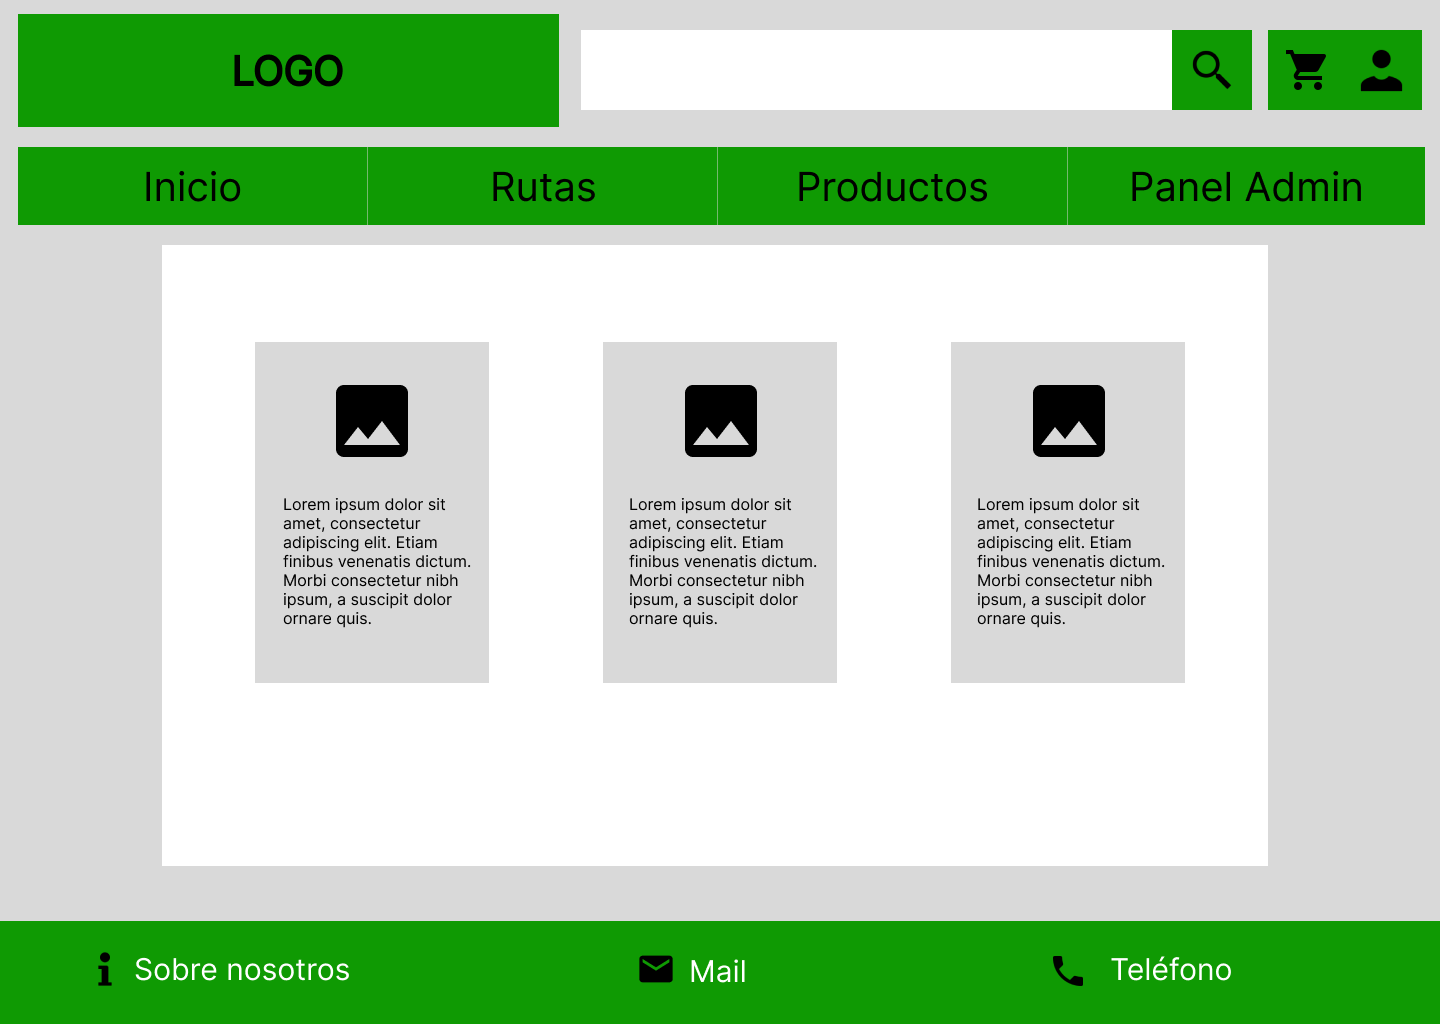 LOGO
Inicio
Rutas
Productos
Panel Admin
Lorem ipsum dolor sit
amet, consectetur
adipiscing elit. Etiam
finibus venenatis dictum.
Morbi consectetur nibh
ipsum, a suscipit dolor
ornare quis.
Lorem ipsum dolor sit
amet, consectetur
adipiscing elit. Etiam
finibus venenatis dictum.
Morbi consectetur nibh
ipsum, a suscipit dolor
ornare quis.
Lorem ipsum dolor sit
amet, consectetur
adipiscing elit. Etiam
finibus venenatis dictum.
Morbi consectetur nibh
ipsum, a suscipit dolor
ornare quis.
Sobre nosotros
Mail
Teléfono